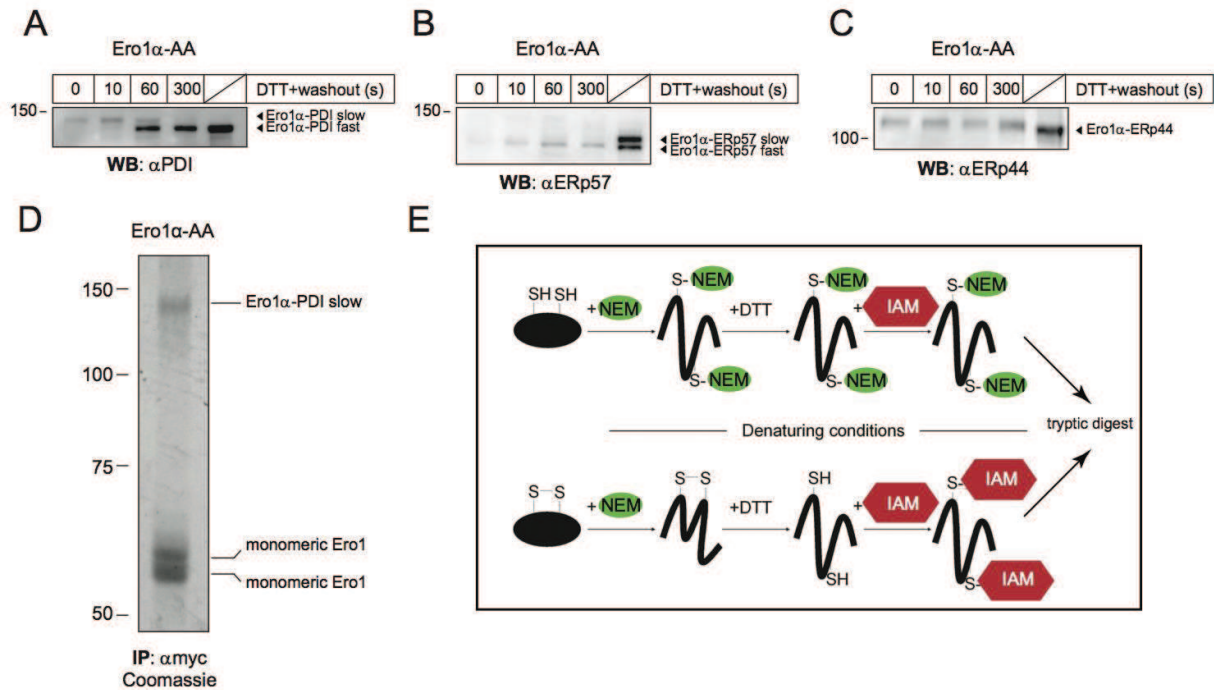 A
Ero1α-AA
0 10 60 300 DTT+washout (s)
150
Ero1α-PDI slow
Ero1α-PDI fast
WB: αPDI
B
Ero1α-AA
0 10 60 300 DTT+washout (s)
150
Ero1α-ERp57 slow
Ero1α-ERp57 fast
WB: αERp57
C
Ero1α-AA
0 10 60 300 DTT+washout (s)
100
Ero1α-ERp44
WB: αERp44
D
Ero1α-AA
150
Ero1α-PDI slow
100
75
monomeric Ero1
monomeric Ero1
50
IP: αmyc
Coomassie
E
S-NEM S-NEM S-NEM
SH SH +NEM +DTT + IAM
S-NEM S-NEM S-NEM
Denaturing conditions
tryptic digest
S-S +NEM S-S +DTT SH + IAM S-IAM
SH S-IAM